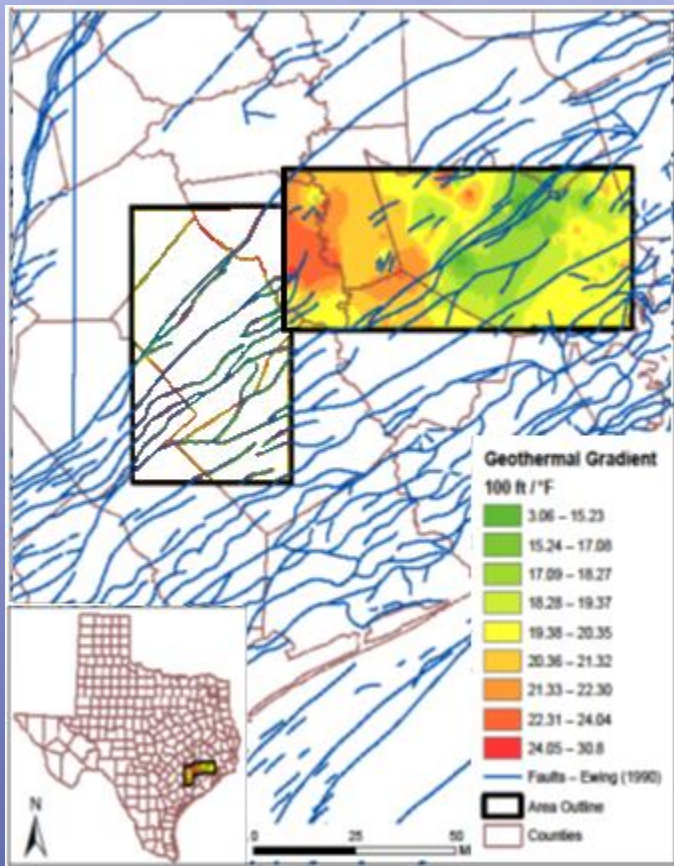 Geothermal Gradient
100 ft / °F
3.06 – 15.23
15.24 – 17.08
17.09 – 18.27
18.28 – 19.37
19.38 – 20.35
20.36 – 21.32
21.33 – 22.30
22.31 – 24.04
24.05 – 30.8
Faults – Ewing (1990)
Area Outline
Counties
N
0 25 50
M